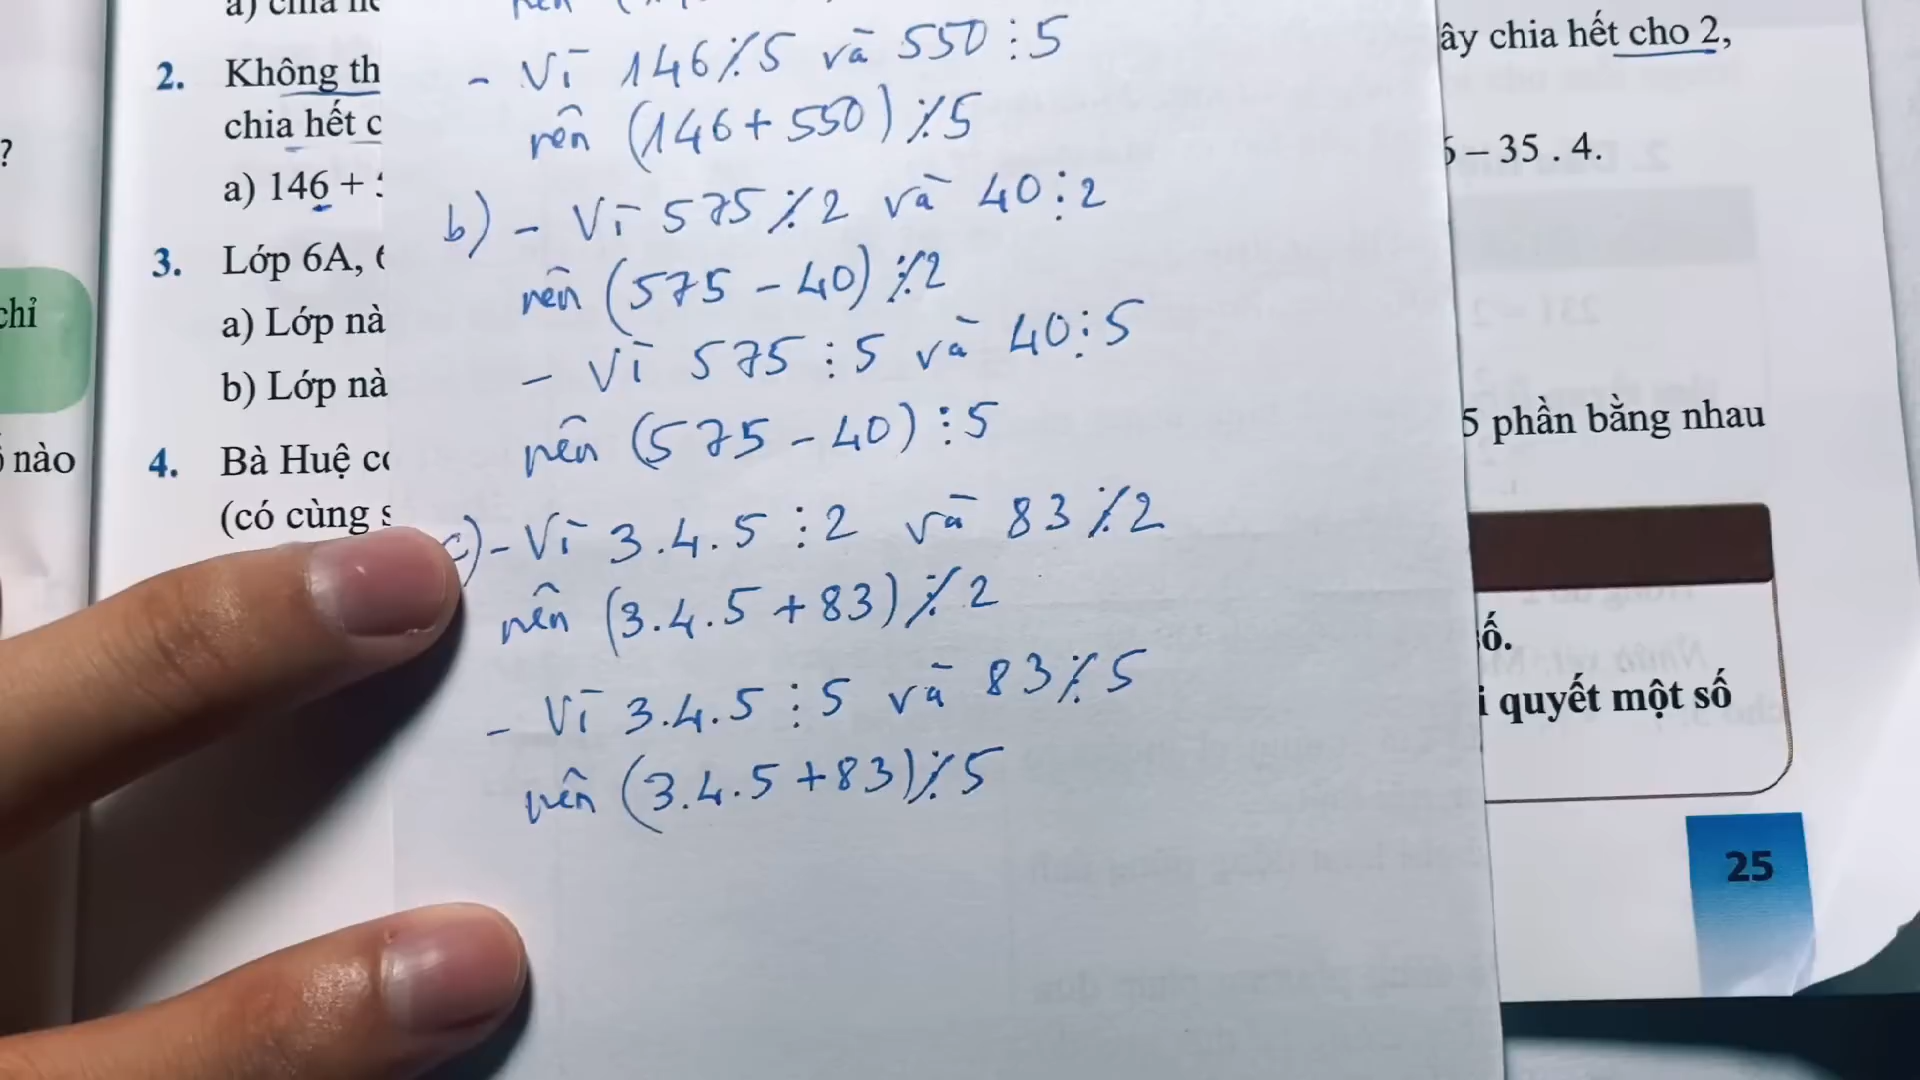 a) chia hế
2. Không th
chia hết c
a) 146 +
3. Lớp 6A,
a) Lớp nà
b) Lớp nà
4. Bà Huệ c
(có cùng s
?
chỉ
nào
- Vì 146 ⋮̸ 5 và 550 ⋮ 5
nên (146 + 550) ⋮̸ 5
b) - Vì 575 ⋮̸ 2 và 40 ⋮ 2
nên (575 - 40) ⋮̸ 2
- Vì 575 ⋮ 5 và 40 ⋮ 5
nên (575 - 40) ⋮ 5
c) - Vì 3.4.5 ⋮ 2 và 83 ⋮̸ 2
nên (3.4.5 + 83) ⋮̸ 2
- Vì 3.4.5 ⋮ 5 và 83 ⋮̸ 5
nên (3.4.5 + 83) ⋮̸ 5
ây chia hết cho 2,
– 35 . 4.
5 phần bằng nhau
ố.
i quyết một số
25